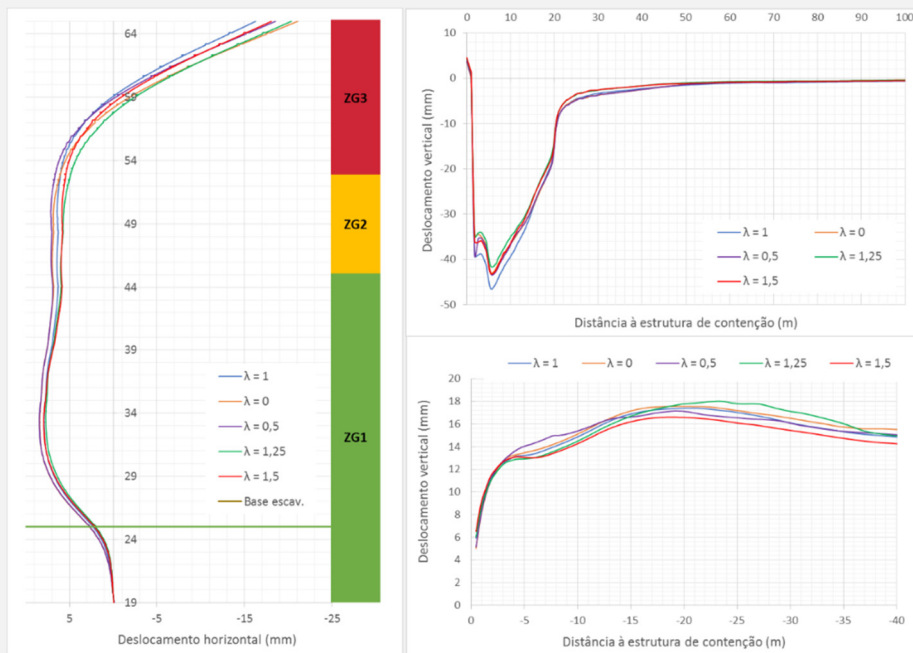 64
59
54
49
44
39
34
29
24
19
5
-5
-15
-25
Deslocamento horizontal (mm)
ZG3
ZG2
ZG1
λ = 1
λ = 0
λ = 0,5
λ = 1,25
λ = 1,5
Base escav.
0 10 20 30 40 50 60 70 80 90 100
10
0
-10
-20
-30
-40
-50
Deslocamento vertical (mm)
λ = 1 λ = 0
λ = 0,5 λ = 1,25
λ = 1,5
Distância à estrutura de contenção (m)
λ = 1 λ = 0 λ = 0,5 λ = 1,25 λ = 1,5
20
18
16
14
12
10
8
6
4
2
0
Deslocamento vertical (mm)
0 -5 -10 -15 -20 -25 -30 -35 -40
Distância à estrutura de contenção (m)